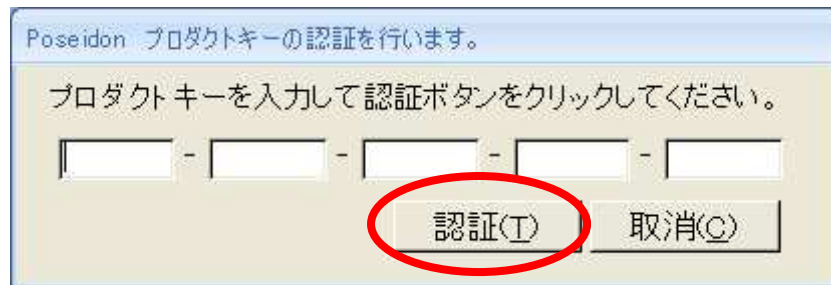 Poseidon プロダクトキーの認証を行います。
プロダクトキーを入力して認証ボタンをクリックしてください。
- - - -
認証(T) 取消(C)